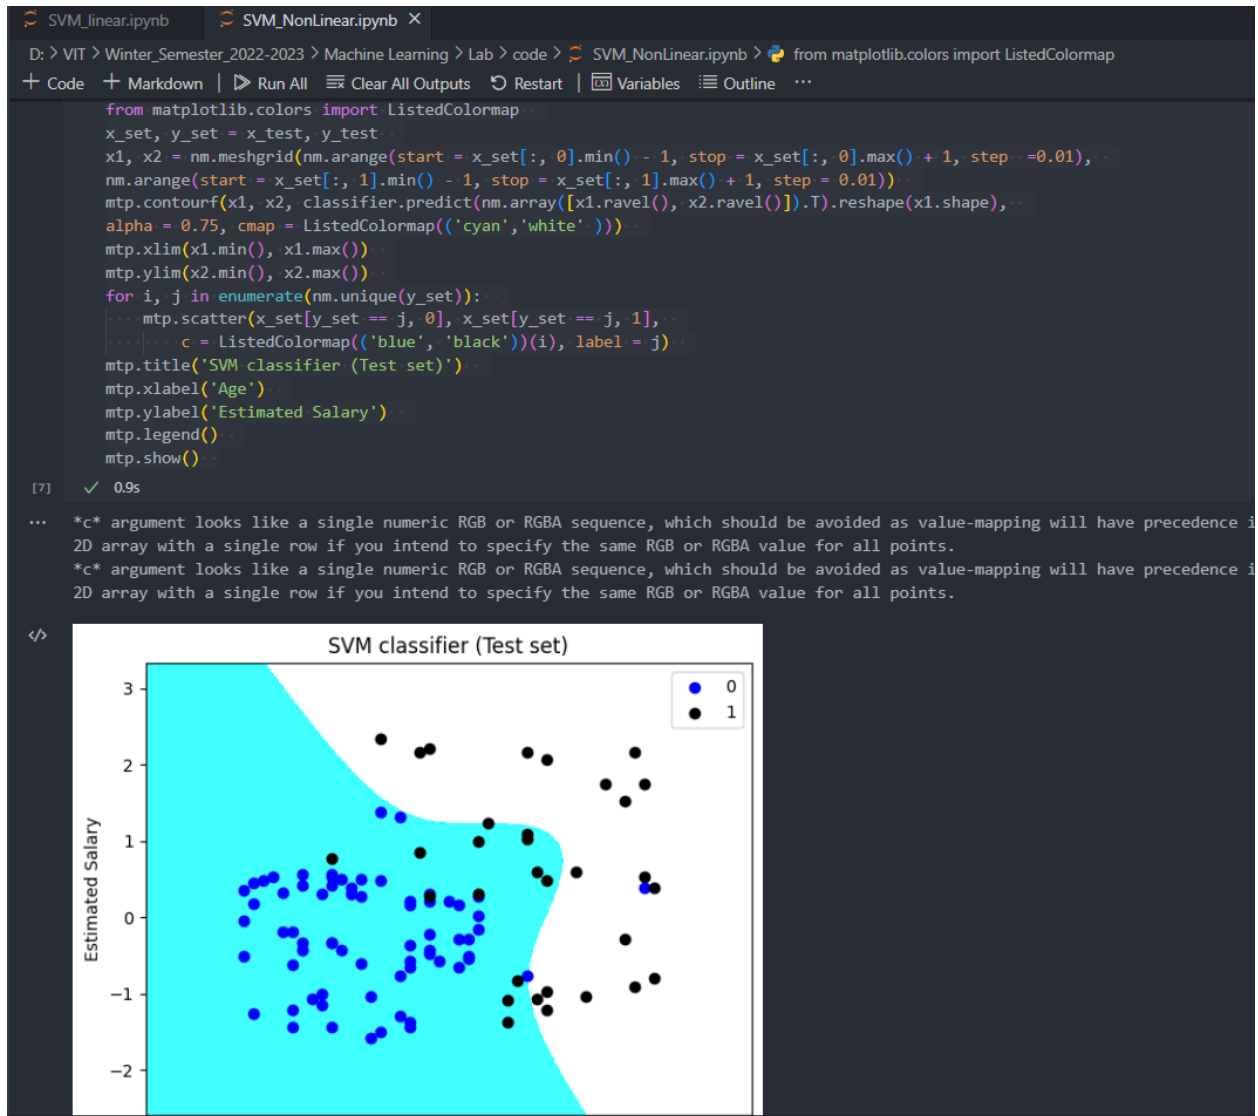 SVM_linear.ipynb
SVM_NonLinear.ipynb ×
D: > VIT > Winter_Semester_2022-2023 > Machine Learning > Lab > code > SVM_NonLinear.ipynb > from matplotlib.colors import ListedColormap
+ Code + Markdown | Run All Clear All Outputs Restart | Variables Outline ...
from matplotlib.colors import ListedColormap
x_set, y_set = x_test, y_test
x1, x2 = nm.meshgrid(nm.arange(start = x_set[:, 0].min() - 1, stop = x_set[:, 0].max() + 1, step  =0.01),
nm.arange(start = x_set[:, 1].min() - 1, stop = x_set[:, 1].max() + 1, step = 0.01))
mtp.contourf(x1, x2, classifier.predict(nm.array([x1.ravel(), x2.ravel()]).T).reshape(x1.shape),
alpha = 0.75, cmap = ListedColormap(('cyan','white' )))
mtp.xlim(x1.min(), x1.max())
mtp.ylim(x2.min(), x2.max())
for i, j in enumerate(nm.unique(y_set)):
    mtp.scatter(x_set[y_set == j, 0], x_set[y_set == j, 1],
        c = ListedColormap(('blue', 'black'))(i), label = j)
mtp.title('SVM classifier (Test set)')
mtp.xlabel('Age')
mtp.ylabel('Estimated Salary')
mtp.legend()
mtp.show()
[7] ✓ 0.9s
... *c* argument looks like a single numeric RGB or RGBA sequence, which should be avoided as value-mapping will have precedence i
2D array with a single row if you intend to specify the same RGB or RGBA value for all points.
*c* argument looks like a single numeric RGB or RGBA sequence, which should be avoided as value-mapping will have precedence i
2D array with a single row if you intend to specify the same RGB or RGBA value for all points.
</>
SVM classifier (Test set)
0
1
3
2
1
0
−1
−2
Estimated Salary